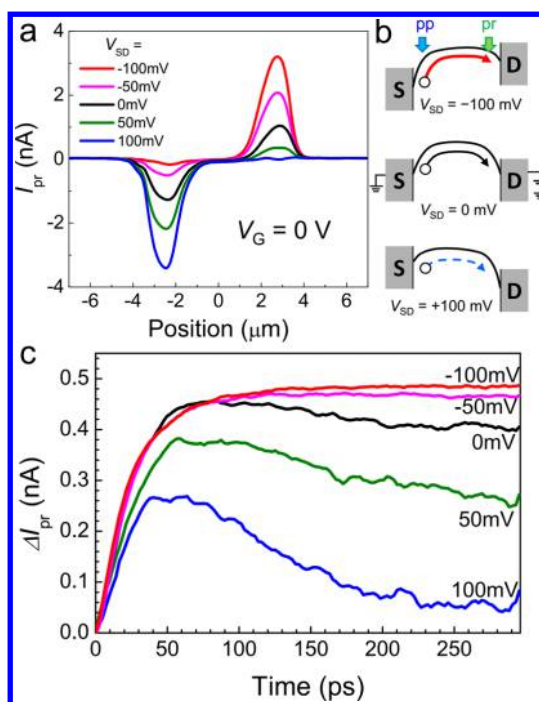 a
V_SD =
-100mV
-50mV
0mV
50mV
100mV
V_G = 0 V
I_pr (nA)
4
2
0
-2
-4
-6 -4 -2 0 2 4 6
Position (μm)
b
pp pr
S D
V_SD = −100 mV
S D
V_SD = 0 mV
S D
V_SD = +100 mV
c
ΔI_pr (nA)
0.5
0.4
0.3
0.2
0.1
0.0
-100mV
-50mV
0mV
50mV
100mV
0 50 100 150 200 250
Time (ps)